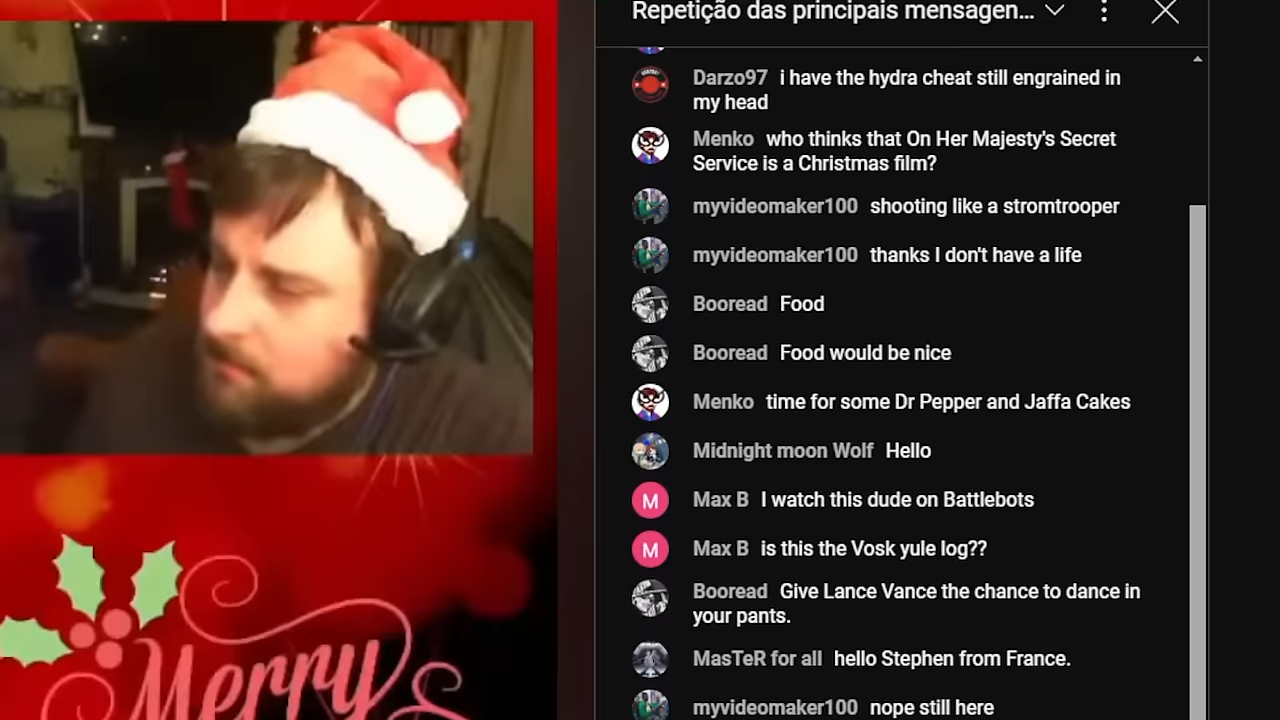 Repetição das principais mensagen...
Darzo97 i have the hydra cheat still engrained in
my head
Menko who thinks that On Her Majesty's Secret
Service is a Christmas film?
myvideomaker100 shooting like a stromtrooper
myvideomaker100 thanks I don't have a life
Booread Food
Booread Food would be nice
Menko time for some Dr Pepper and Jaffa Cakes
Midnight moon Wolf Hello
M Max B I watch this dude on Battlebots
M Max B is this the Vosk yule log??
Booread Give Lance Vance the chance to dance in
your pants.
MasTeR for all hello Stephen from France.
myvideomaker100 nope still here
Merry